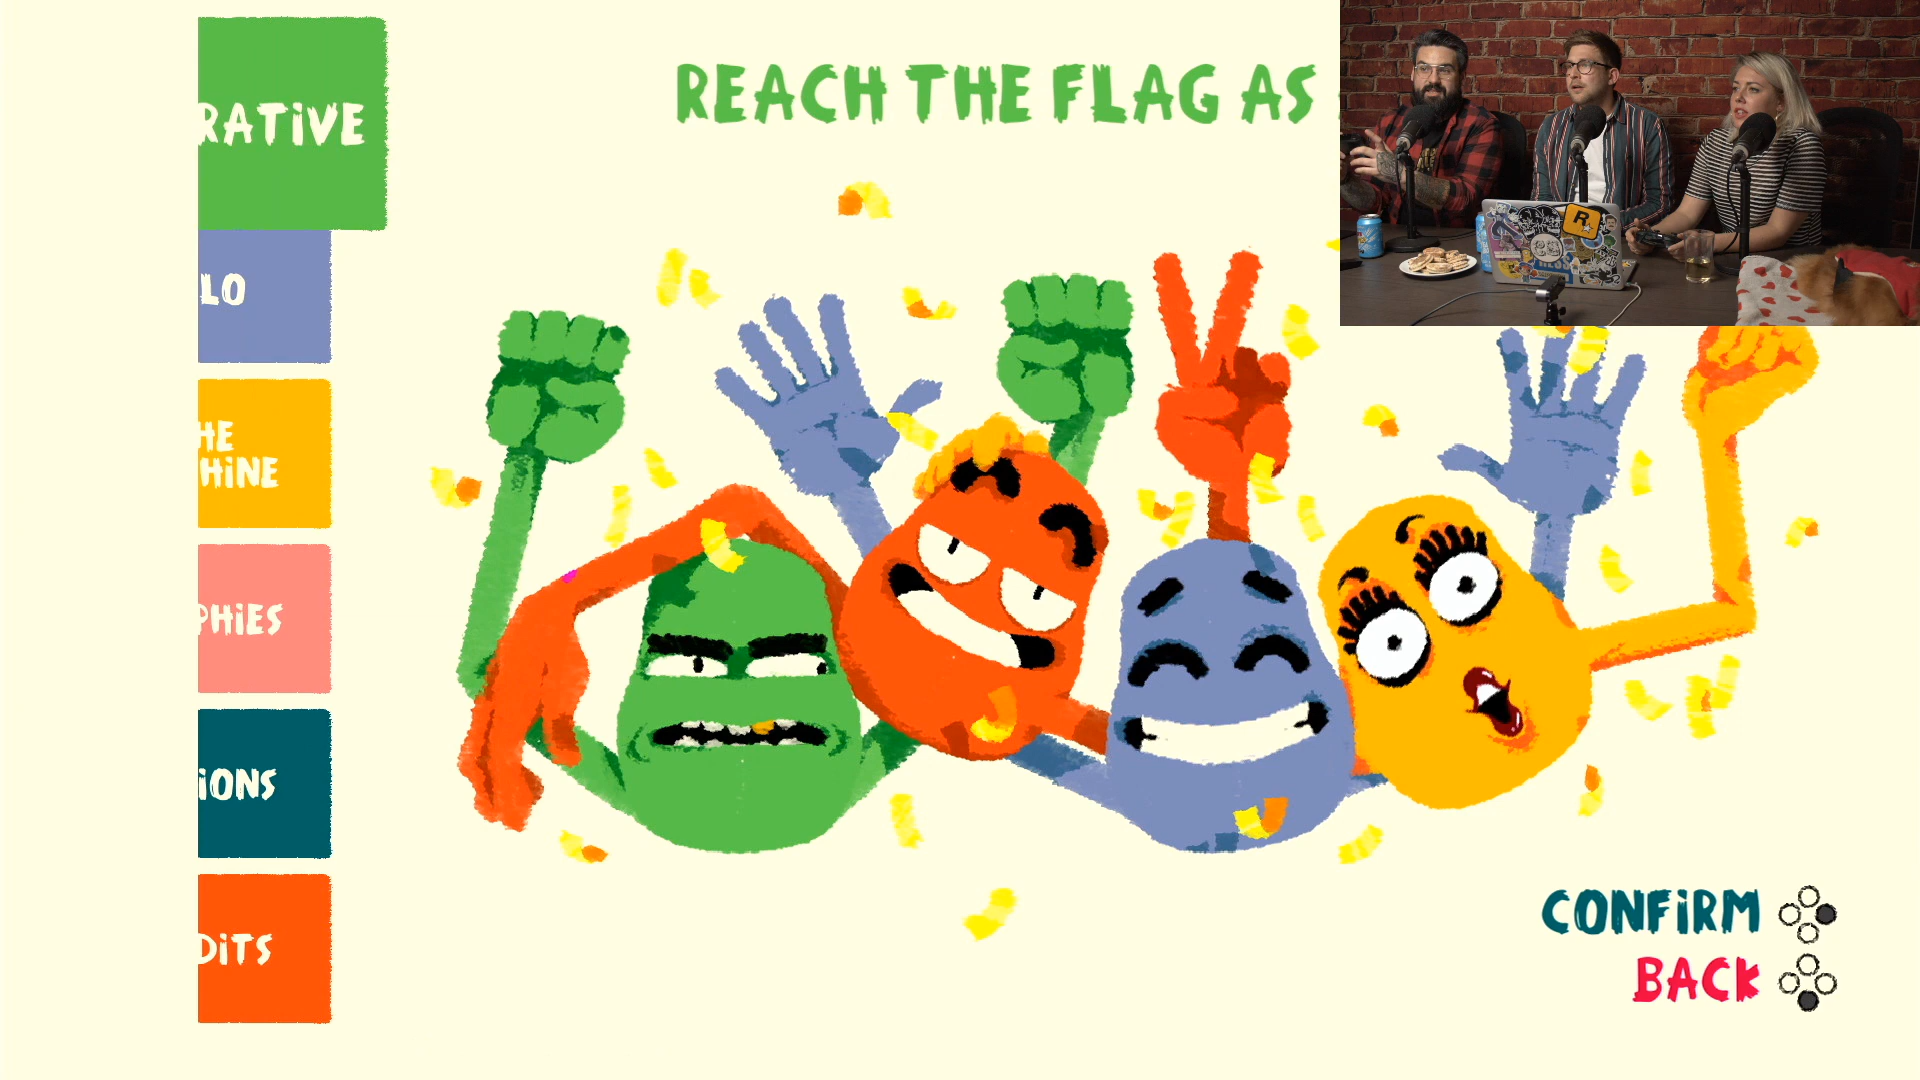 REACH THE FLAG AS
RATiVE
LO
HE
HiNE
PHiES
iONS
DiTS
CONFiRM
BACK
R